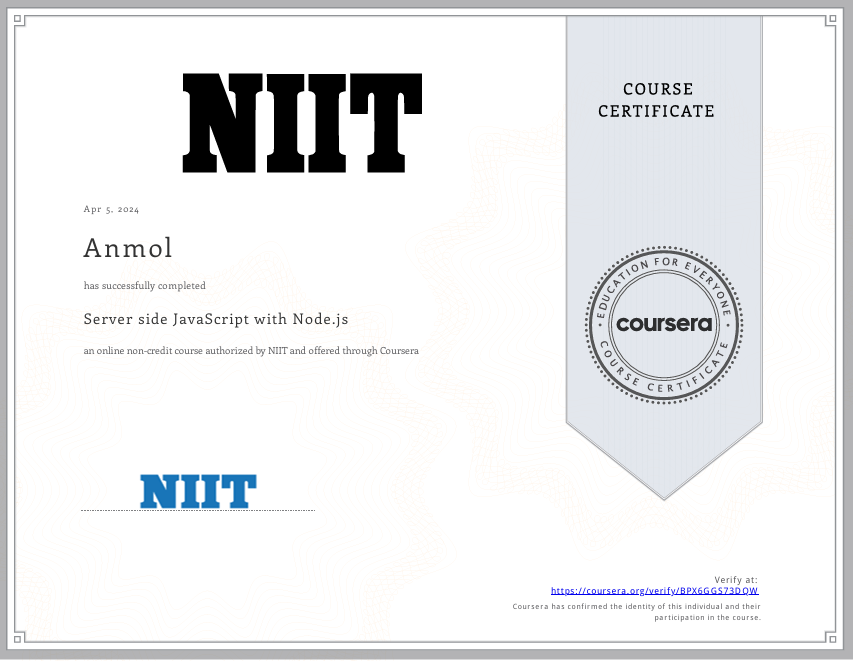 NIIT
COURSE
CERTIFICATE
Apr 5, 2024
Anmol
has successfully completed
Server side JavaScript with Node.js
an online non-credit course authorized by NIIT and offered through Coursera
EDUCATION FOR EVERYONE
coursera
COURSE CERTIFICATE
NIIT
Verify at:
https://coursera.org/verify/BPX6GGS73DQW
Coursera has confirmed the identity of this individual and their
participation in the course.